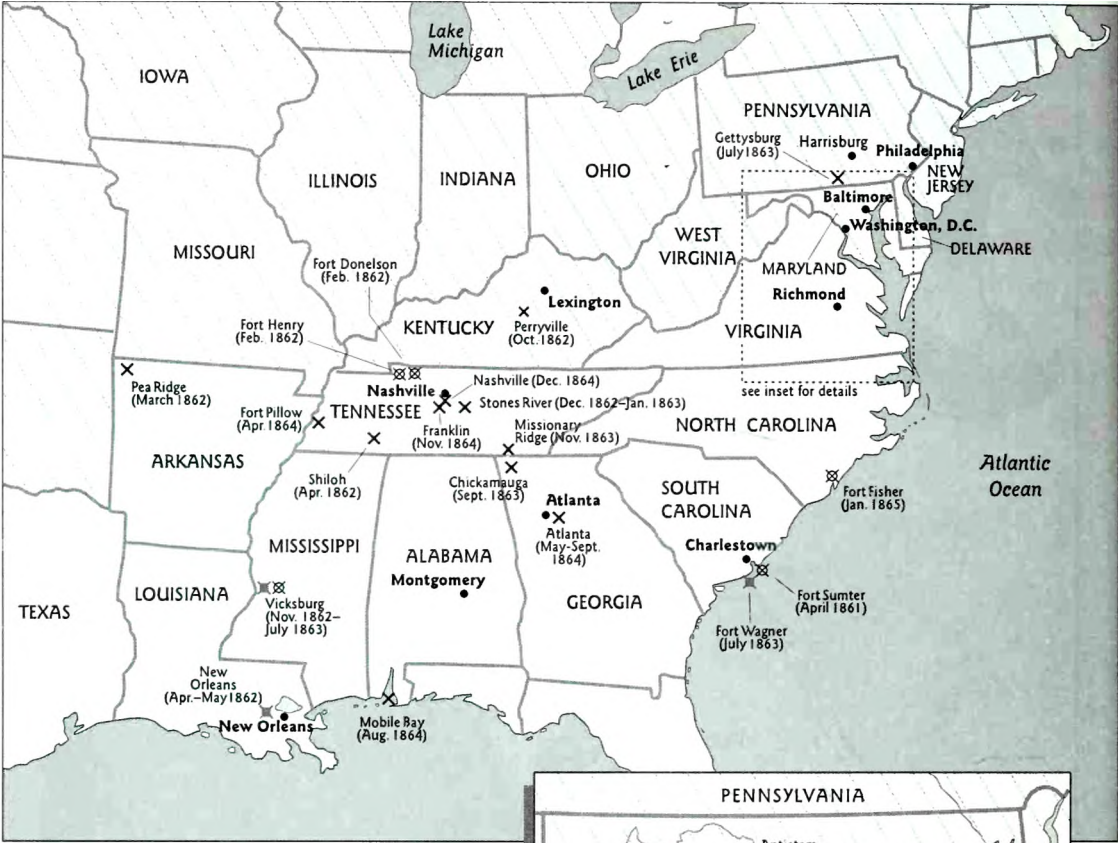 Lake
Michigan
Lake Erie
IOWA
PENNSYLVANIA
Gettysburg
(July 1863)
Harrisburg
Philadelphia
NEW
JERSEY
ILLINOIS
INDIANA
OHIO
Baltimore
Washington, D.C.
WEST
VIRGINIA
DELAWARE
MISSOURI
MARYLAND
Fort Donelson
(Feb. 1862)
Richmond
Lexington
Fort Henry
(Feb. 1862)
KENTUCKY
Perryville
(Oct. 1862)
VIRGINIA
Pea Ridge
(March 1862)
Nashville
Nashville (Dec. 1864)
see inset for details
Fort Pillow
(Apr. 1864)
TENNESSEE
Stones River (Dec. 1862–Jan. 1863)
Franklin
(Nov. 1864)
Missionary
Ridge (Nov. 1863)
NORTH CAROLINA
ARKANSAS
Shiloh
(Apr. 1862)
Chickamauga
(Sept. 1863)
Atlantic
Ocean
SOUTH
CAROLINA
Fort Fisher
(Jan. 1865)
Atlanta
Atlanta
(May-Sept.
1864)
MISSISSIPPI
ALABAMA
Charlestown
Montgomery
LOUISIANA
TEXAS
Vicksburg
(Nov. 1862–
July 1863)
GEORGIA
Fort Sumter
(April 1861)
Fort Wagner
(July 1863)
New
Orleans
(Apr.–May 1862)
New Orleans
Mobile Bay
(Aug. 1864)
PENNSYLVANIA